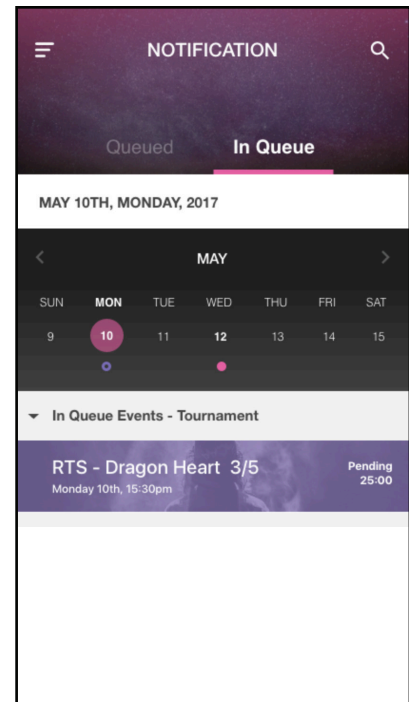 NOTIFICATION
Queued In Queue
MAY 10TH, MONDAY, 2017
MAY
SUN MON TUE WED THU FRI SAT
9 10 11 12 13 14 15
In Queue Events - Tournament
RTS - Dragon Heart 3/5 Pending
Monday 10th, 15:30pm 25:00